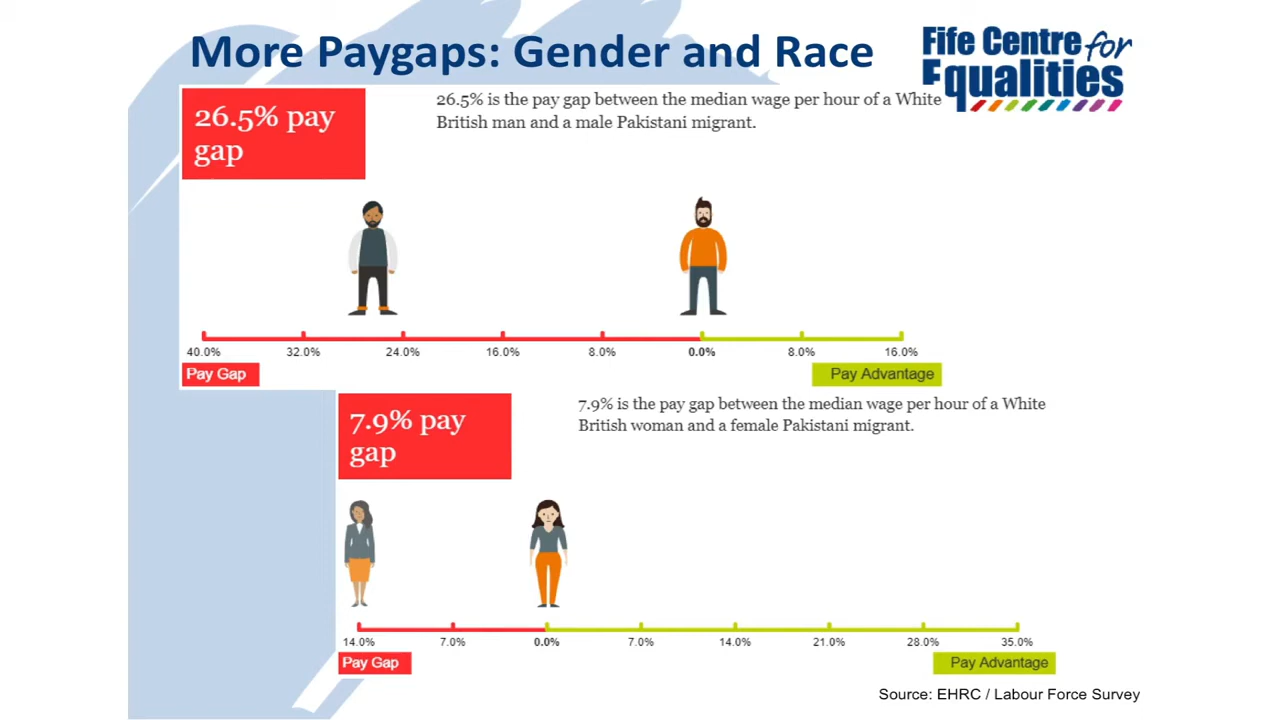 More Paygaps: Gender and Race
Fife Centre for
Equalities
26.5% pay
gap
26.5% is the pay gap between the median wage per hour of a White
British man and a male Pakistani migrant.
40.0% 32.0% 24.0% 16.0% 8.0% 0.0% 8.0% 16.0%
Pay Gap Pay Advantage
7.9% pay
gap
7.9% is the pay gap between the median wage per hour of a White
British woman and a female Pakistani migrant.
14.0% 7.0% 0.0% 7.0% 14.0% 21.0% 28.0% 35.0%
Pay Gap Pay Advantage
Source: EHRC / Labour Force Survey